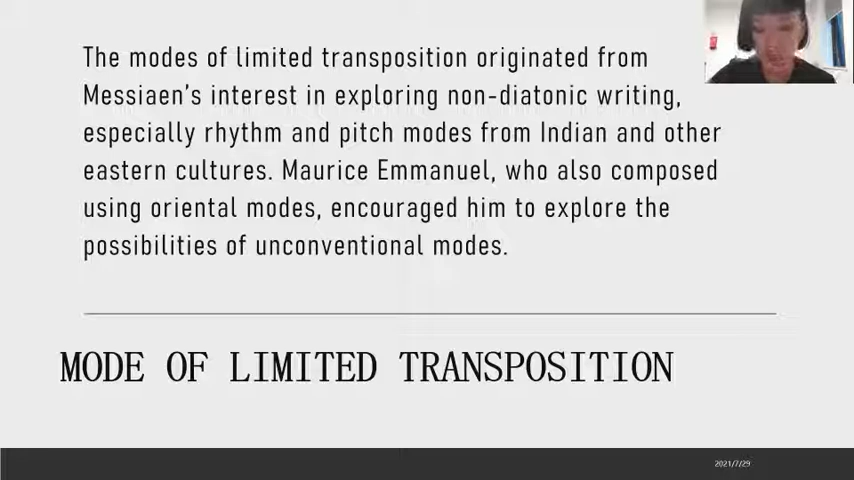 The modes of limited transposition originated from
Messiaen's interest in exploring non-diatonic writing,
especially rhythm and pitch modes from Indian and other
eastern cultures. Maurice Emmanuel, who also composed
using oriental modes, encouraged him to explore the
possibilities of unconventional modes.
MODE OF LIMITED TRANSPOSITION
2021/7/29